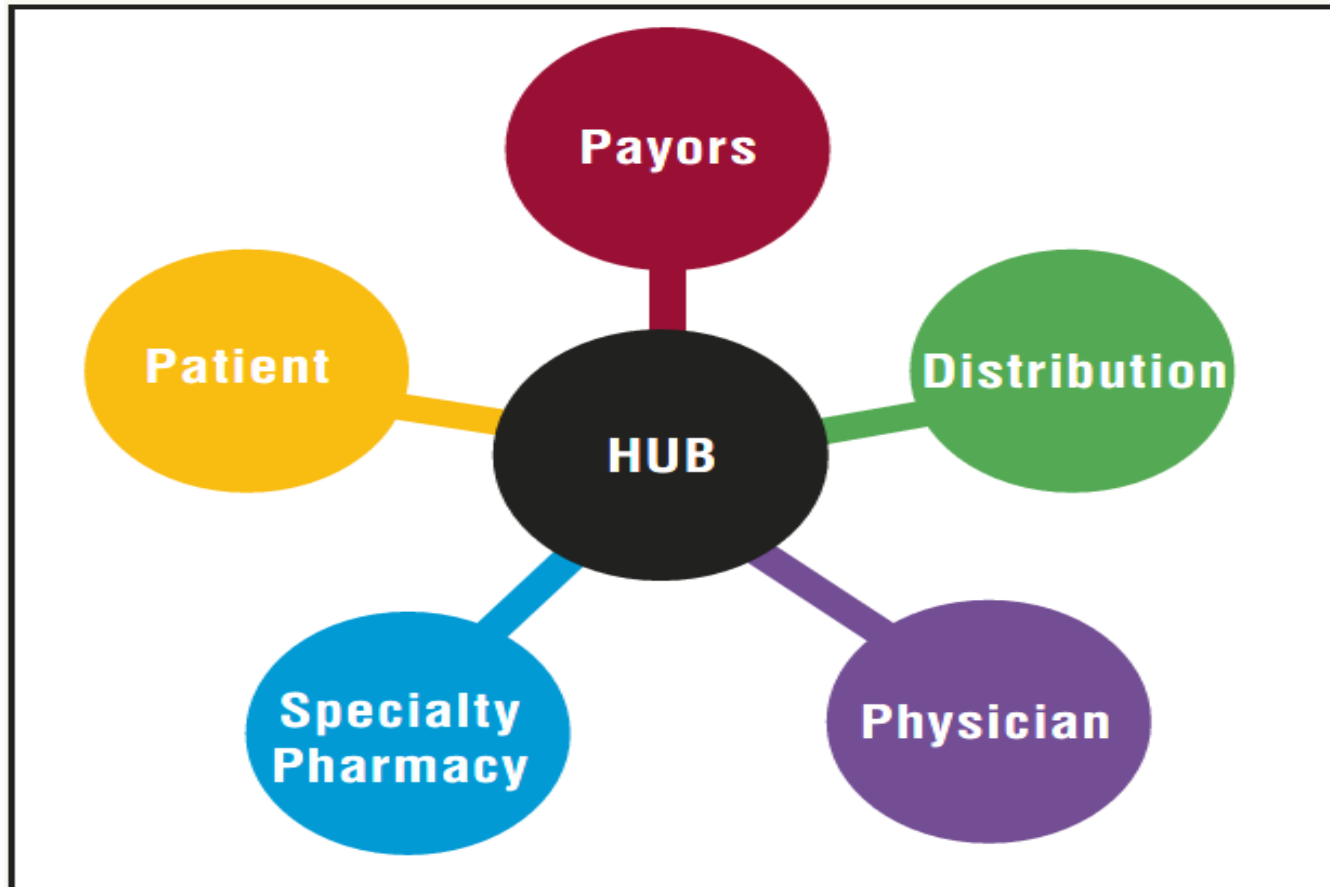 Payors
Patient
Distribution
HUB
Specialty
Pharmacy
Physician